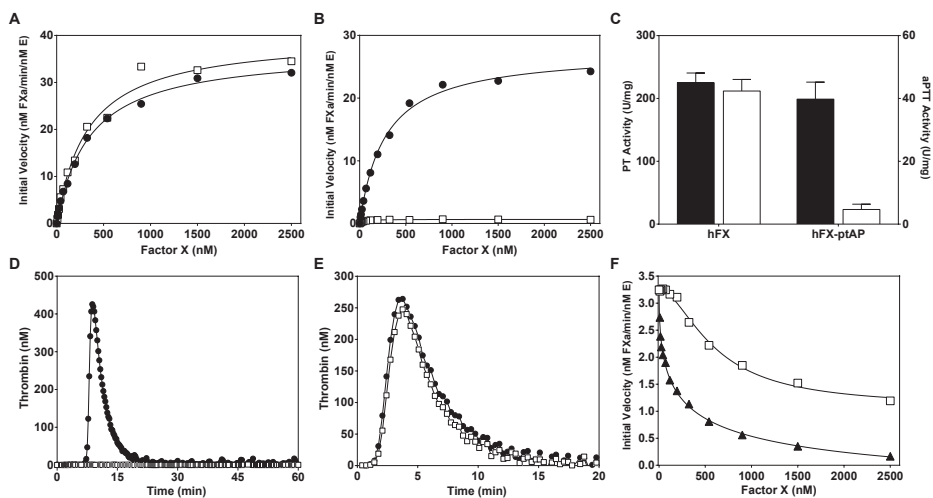 A
Initial Velocity (nM FXa/min/nM E)
40
30
20
10
0
0 500 1000 1500 2000 2500
Factor X (nM)
B
Initial Velocity (nM FXa/min/nM E)
30
20
10
0
0 500 1000 1500 2000 2500
Factor X (nM)
C
PT Activity (U/mg)
300
200
100
0
60
40
20
0
aPTT Activity (U/mg)
hFX hFX-ptAP
D
Thrombin (nM)
500
400
300
200
100
0
0 15 30 45 60
Time (min)
E
Thrombin (nM)
300
250
200
150
100
50
0
0 5 10 15 20
Time (min)
F
Initial Velocity (nM FXa/min/nM E)
3.5
3.0
2.5
2.0
1.5
1.0
0.5
0.0
0 500 1000 1500 2000 2500
Factor X (nM)